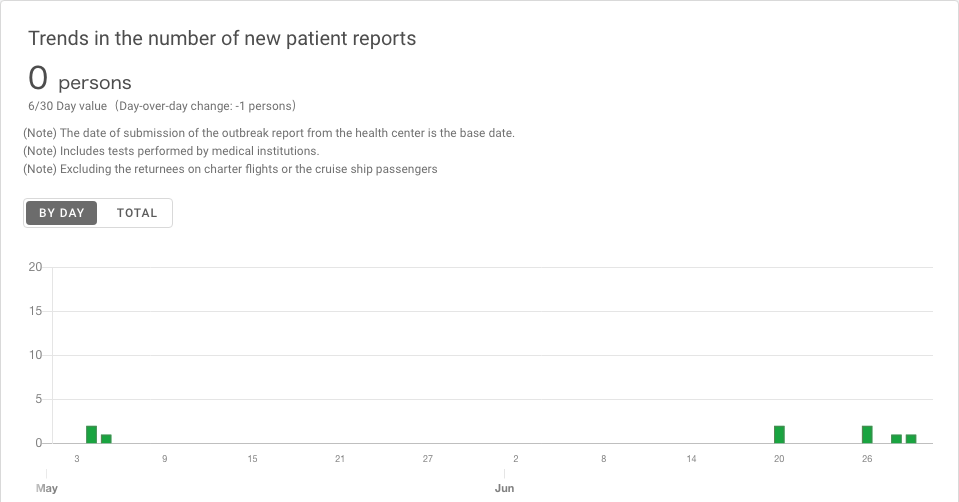 Trends in the number of new patient reports
0 persons
6/30 Day value（Day-over-day change: -1 persons）
(Note) The date of submission of the outbreak report from the health center is the base date.
(Note) Includes tests performed by medical institutions.
(Note) Excluding the returnees on charter flights or the cruise ship passengers
BY DAY TOTAL
20
15
10
5
0
3 9 15 21 27 2 8 14 20 26
May Jun